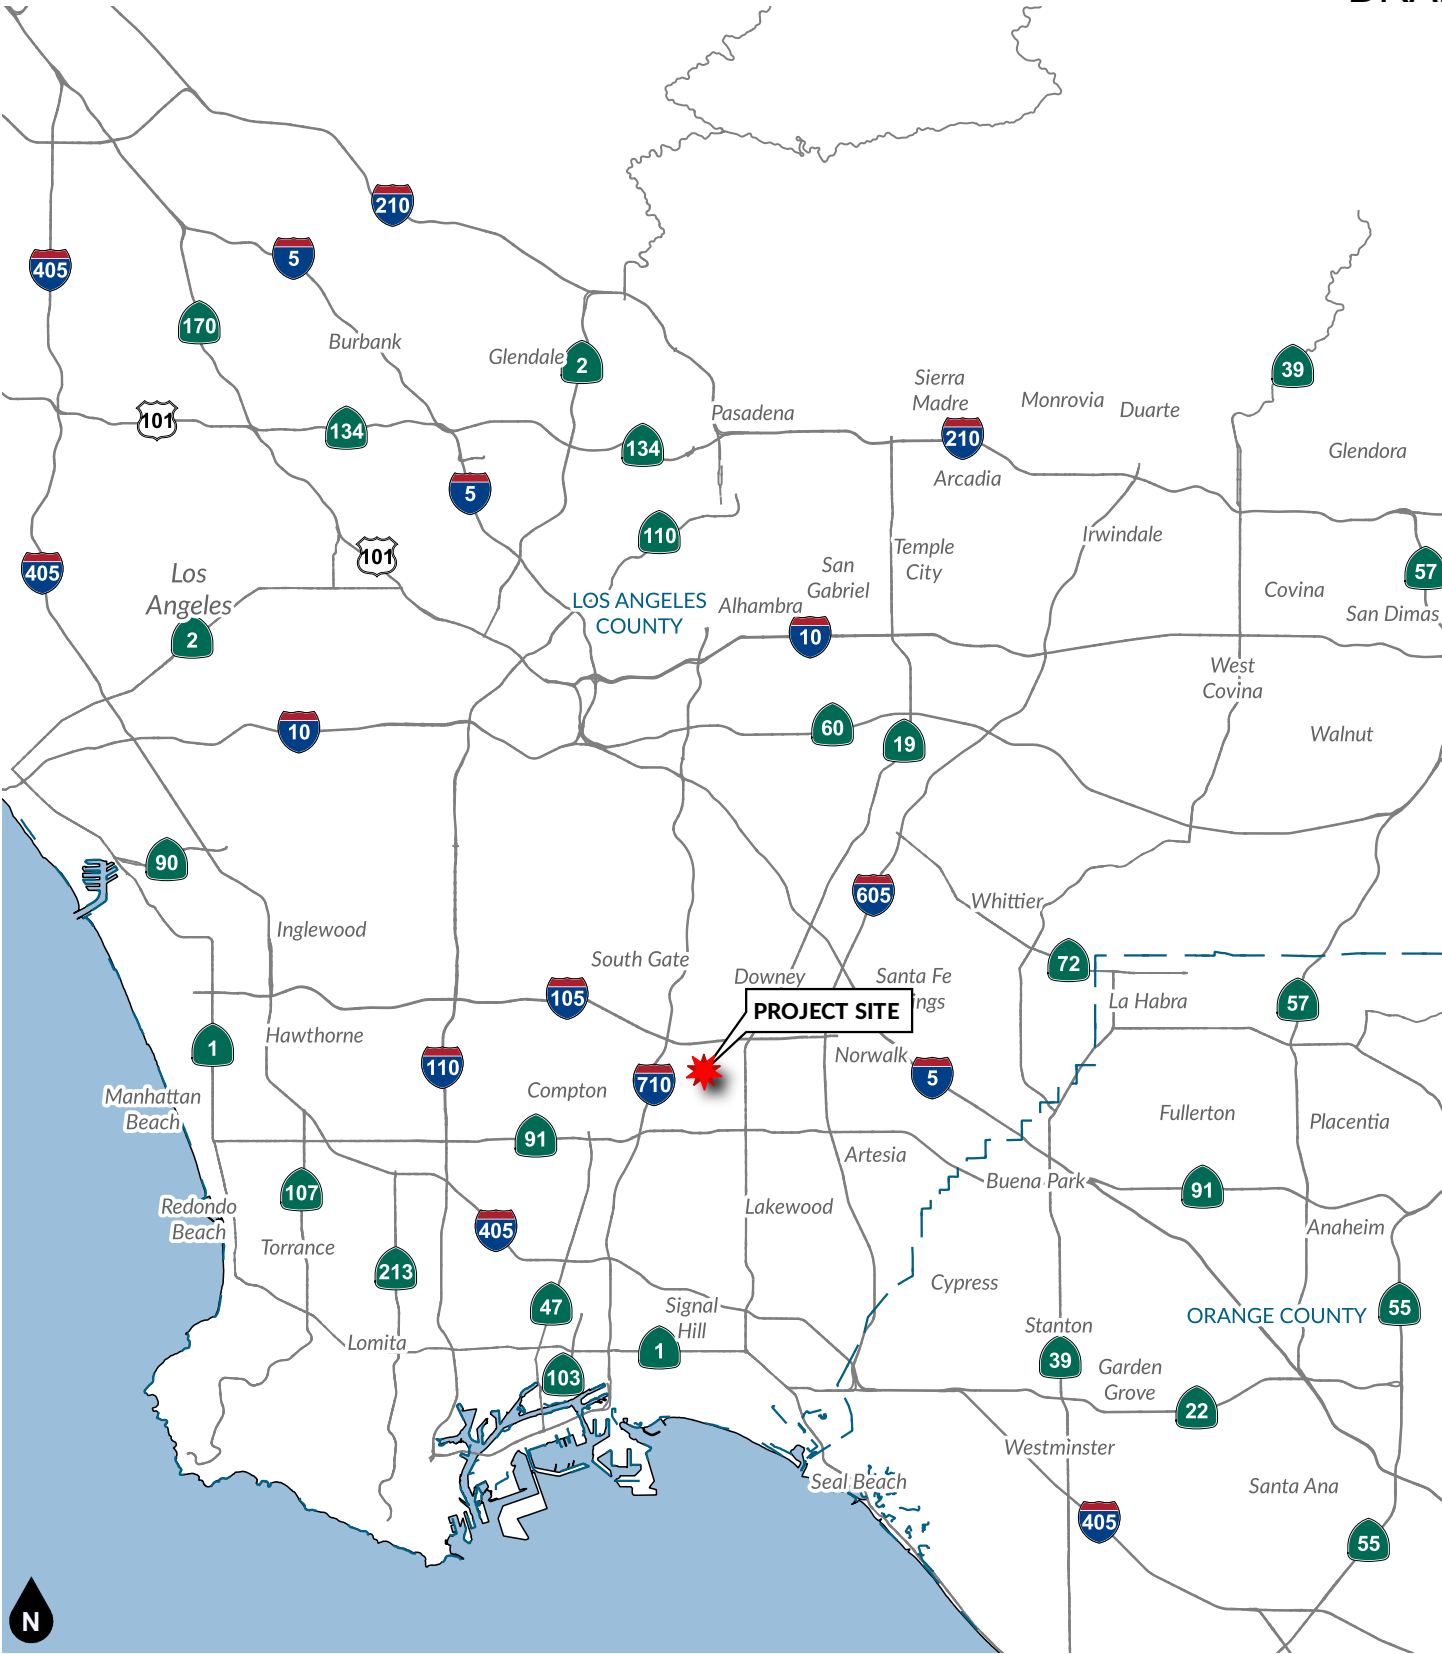 210
5
405
170
Burbank
Glendale
2
39
Sierra
Madre
Monrovia
Duarte
Pasadena
101
134
134
210
Glendora
Arcadia
5
110
Irwindale
Temple
City
101
405
Los
Angeles
San
Gabriel
57
Covina
San Dimas
LOS ANGELES
COUNTY
Alhambra
10
2
West
Covina
10
60
19
Walnut
90
605
Whittier
Inglewood
South Gate
72
Downey
Santa Fe
ings
105
La Habra
57
PROJECT SITE
Hawthorne
1
Norwalk
110
710
5
Compton
Manhattan
Beach
Fullerton
Placentia
91
Artesia
Buena Park
107
91
Redondo
Beach
Lakewood
405
Anaheim
Torrance
213
Cypress
47
Signal
Hill
ORANGE COUNTY
55
Stanton
Lomita
1
39
Garden
Grove
103
22
Westminster
Seal Beach
Santa Ana
405
55
N